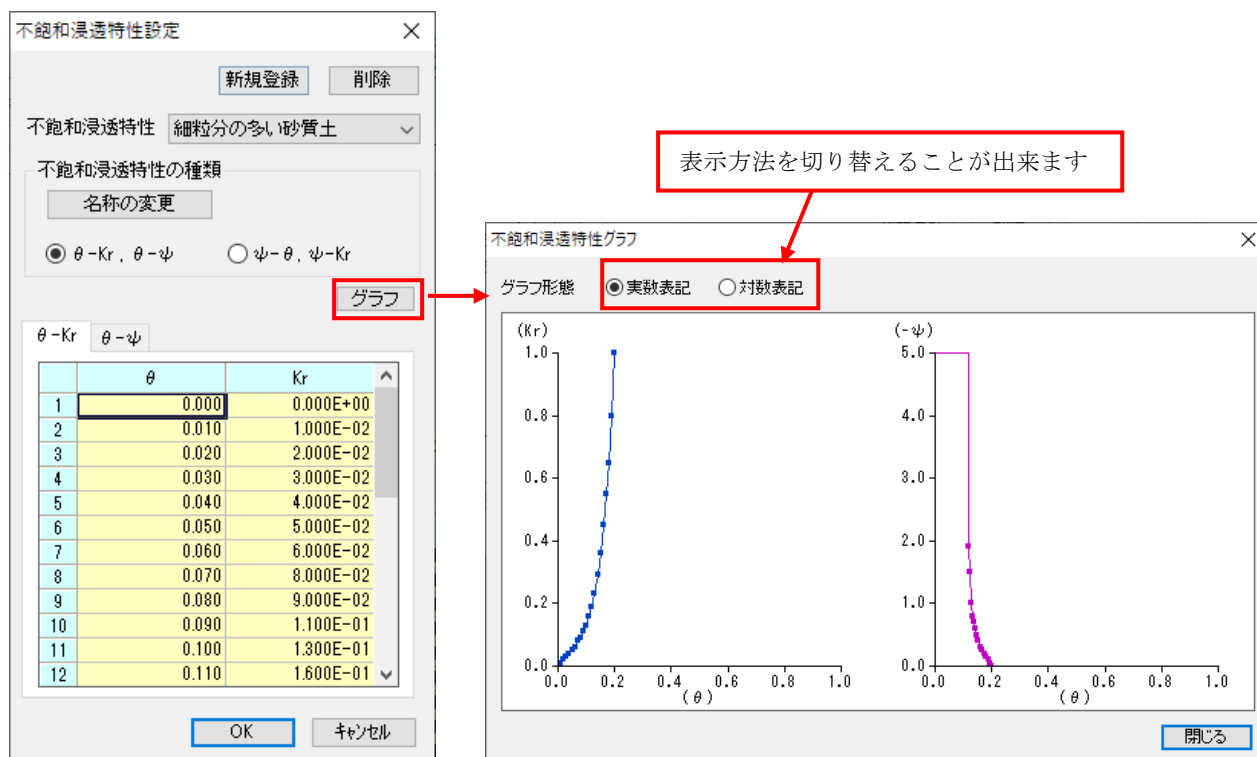 不飽和浸透特性設定
新規登録 削除
不飽和浸透特性 細粒分の多い砂質土
不飽和浸透特性の種類
名称の変更
θ-Kr , θ-ψ ψ-θ, ψ-Kr
グラフ
θ-Kr θ-ψ
θ Kr
1 0.000 0.000E+00
2 0.010 1.000E-02
3 0.020 2.000E-02
4 0.030 3.000E-02
5 0.040 4.000E-02
6 0.050 5.000E-02
7 0.060 6.000E-02
8 0.070 8.000E-02
9 0.080 9.000E-02
10 0.090 1.100E-01
11 0.100 1.300E-01
12 0.110 1.600E-01
OK キャンセル
表示方法を切り替えることが出来ます
不飽和浸透特性グラフ
グラフ形態 実数表記 対数表記
(Kr)
1.0
0.8
0.6
0.4
0.2
0.0
0.0 0.2 0.4 0.6 0.8 1.0
(θ)
(-ψ)
5.0
4.0
3.0
2.0
1.0
0.0
0.0 0.2 0.4 0.6 0.8 1.0
(θ)
閉じる